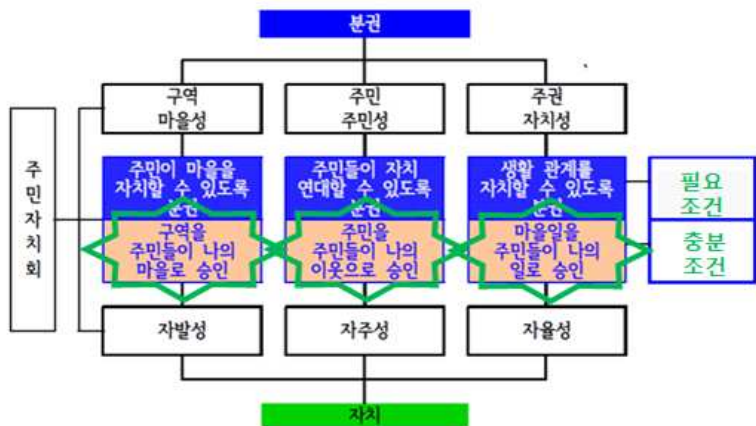 분권
구역
마을성
주민
주민성
주권
자치성
주민자치회
주민이 마을을
자치할 수 있도록
분권
주민들이 자치
연대할 수 있도록
분권
생활 관계를
자치할 수 있도록
분권
필요
조건
구역을
주민들이 나의
마을로 승인
주민을
주민들이 나의
이웃으로 승인
마을일을
주민들이 나의
일로 승인
충분
조건
자발성
자주성
자율성
자치